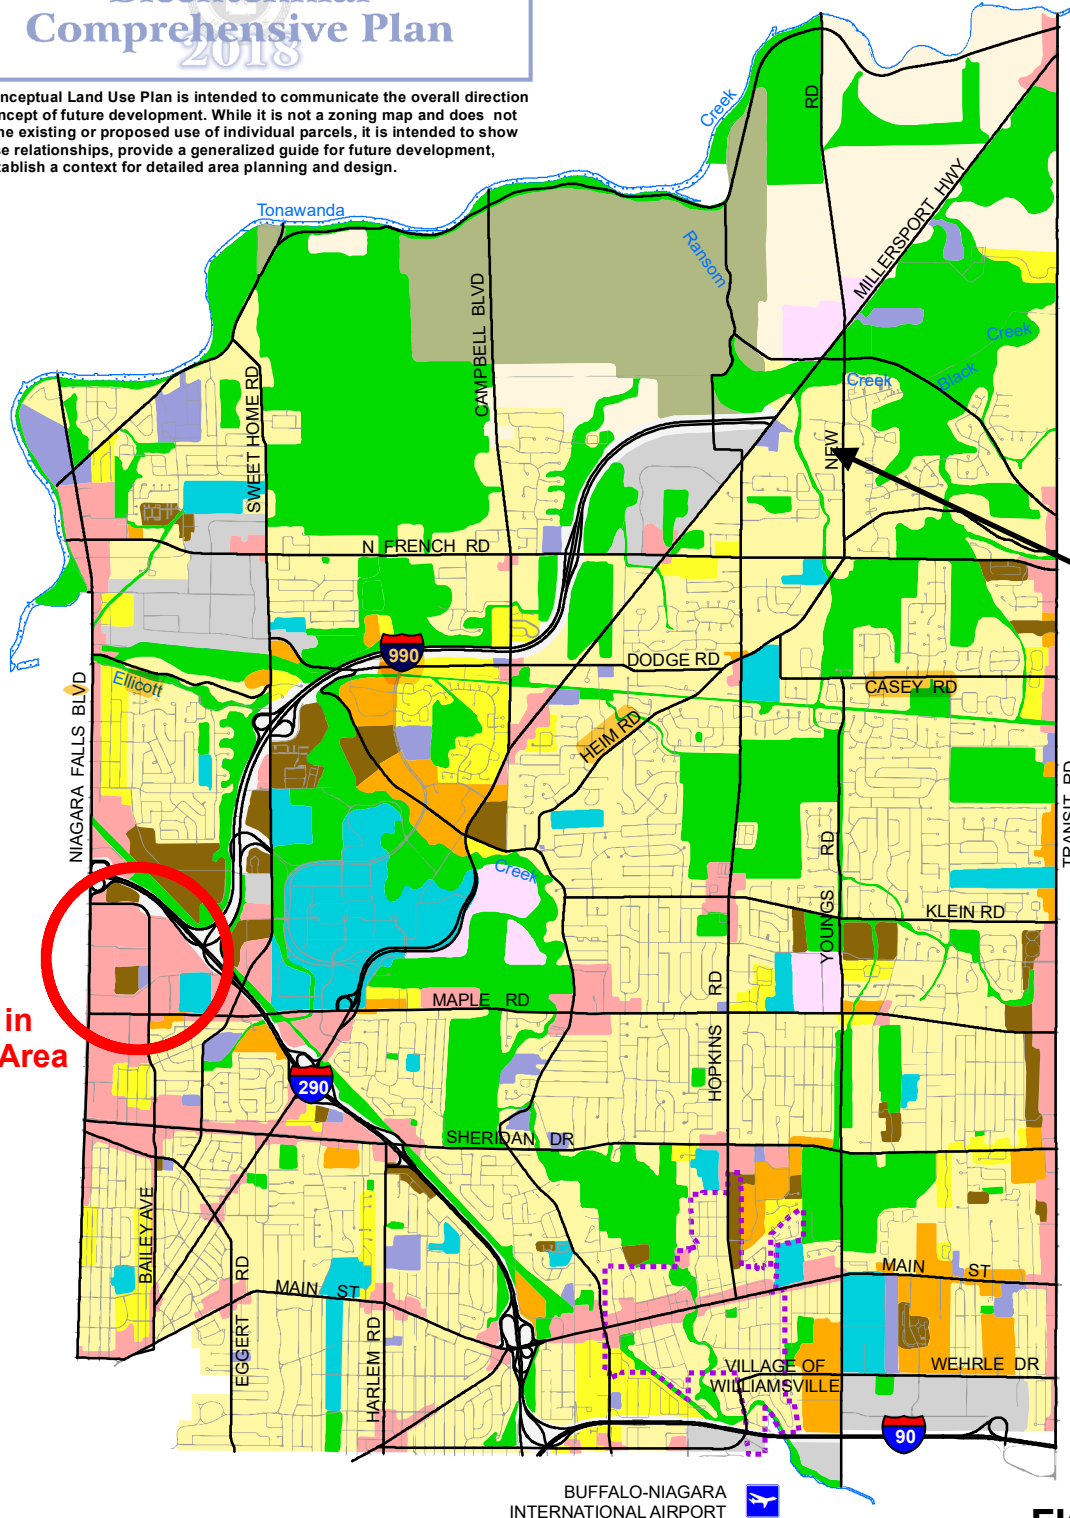 Bicentennial
Comprehensive Plan
2018
nceptual Land Use Plan is intended to communicate the overall direction
ncept of future development. While it is not a zoning map and does not
ne existing or proposed use of individual parcels, it is intended to show
se relationships, provide a generalized guide for future development,
tablish a context for detailed area planning and design.
Creek
RD
Tonawanda
Ransom
MILLERSPORT HWY
CAMPBELL BLVD
Creek
Black
Creek
SWEET HOME RD
NEW
N FRENCH RD
990
DODGE RD
CASEY RD
Ellicott
HEIM RD
NIAGARA FALLS BLVD
TRANSIT RD
YOUNGS RD
Creek
KLEIN RD
in
Area
MAPLE RD
HOPKINS RD
290
SHERIDAN DR
BAILEY AVE
EGGERT RD
MAIN ST
HARLEM RD
MAIN ST
VILLAGE OF
WILLIAMSVILLE
WEHRLE DR
90
BUFFALO-NIAGARA
INTERNATIONAL AIRPORT